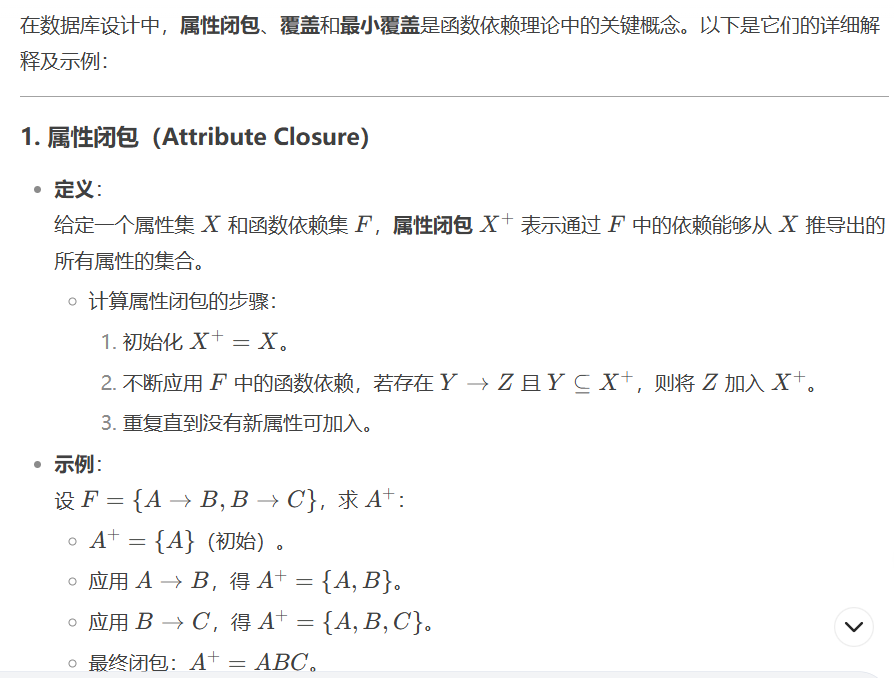 在数据库设计中，属性闭包、覆盖和最小覆盖是函数依赖理论中的关键概念。以下是它们的详细解
释及示例：
1. 属性闭包（Attribute Closure）
• 定义：
给定一个属性集 X 和函数依赖集 F，属性闭包 X⁺ 表示通过 F 中的依赖能够从 X 推导出的
所有属性的集合。
○ 计算属性闭包的步骤：
1. 初始化 X⁺ = X。
2. 不断应用 F 中的函数依赖，若存在 Y → Z 且 Y ⊆ X⁺，则将 Z 加入 X⁺。
3. 重复直到没有新属性可加入。
• 示例：
设 F = {A → B, B → C}，求 A⁺：
○ A⁺ = {A}（初始）。
○ 应用 A → B，得 A⁺ = {A, B}。
○ 应用 B → C，得 A⁺ = {A, B, C}。
○ 最终闭包：A⁺ = ABC。